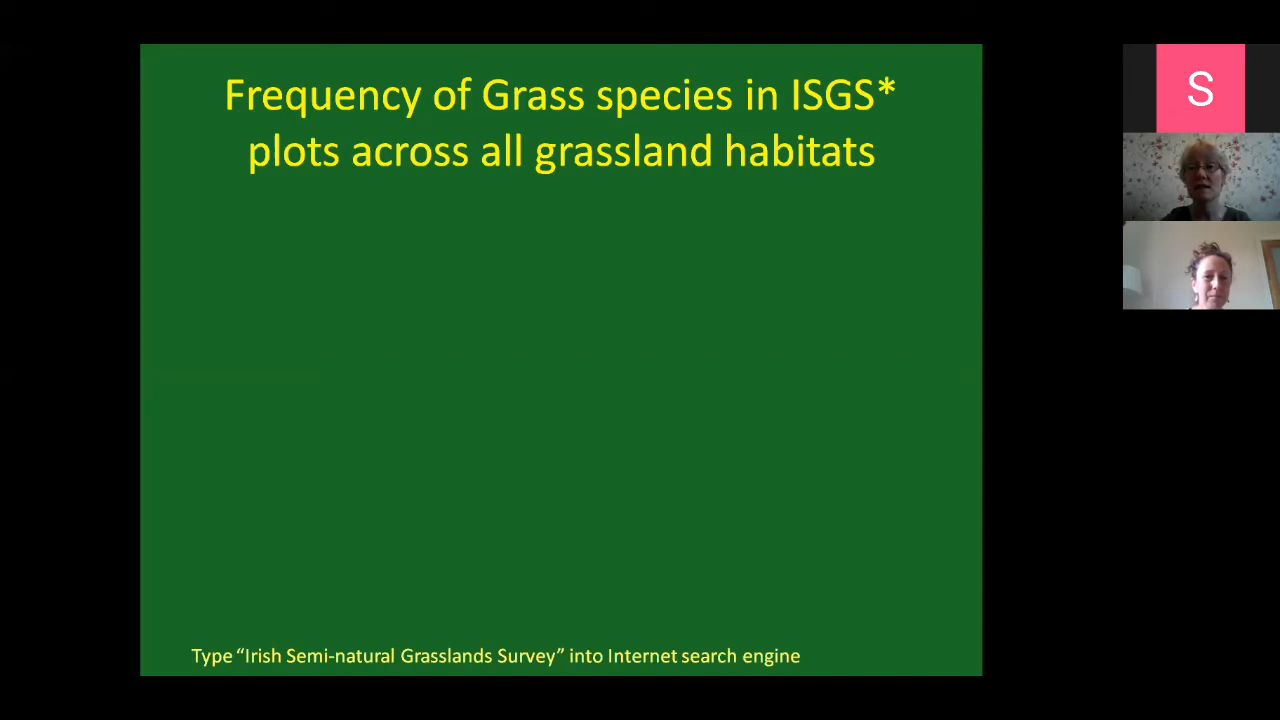 Frequency of Grass species in ISGS*
plots across all grassland habitats
S
Type “Irish Semi-natural Grasslands Survey” into Internet search engine